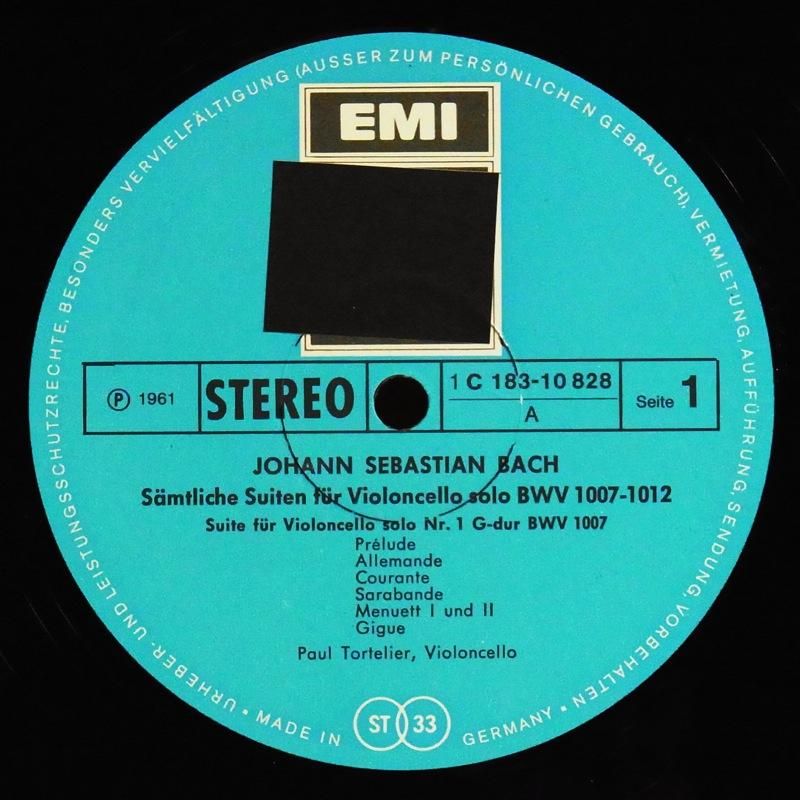 URHEBER- UND LEISTUNGSSCHUTZRECHTE, BESONDERS VERVIELFÄLTIGUNG (AUSSER ZUM PERSÖNLICHEN GEBRAUCH), VERMIETUNG, AUFFÜHRUNG, SENDUNG, VORBEHALTEN
EMI
Ⓟ 1961
STEREO
1 C 183-10 828
A
Seite 1
JOHANN SEBASTIAN BACH
Sämtliche Suiten für Violoncello solo BWV 1007-1012
Suite für Violoncello solo Nr. 1 G-dur BWV 1007
Prélude
Allemande
Courante
Sarabande
Menuett I und II
Gigue
Paul Tortelier, Violoncello
ST 33
▪ MADE IN GERMANY ▪